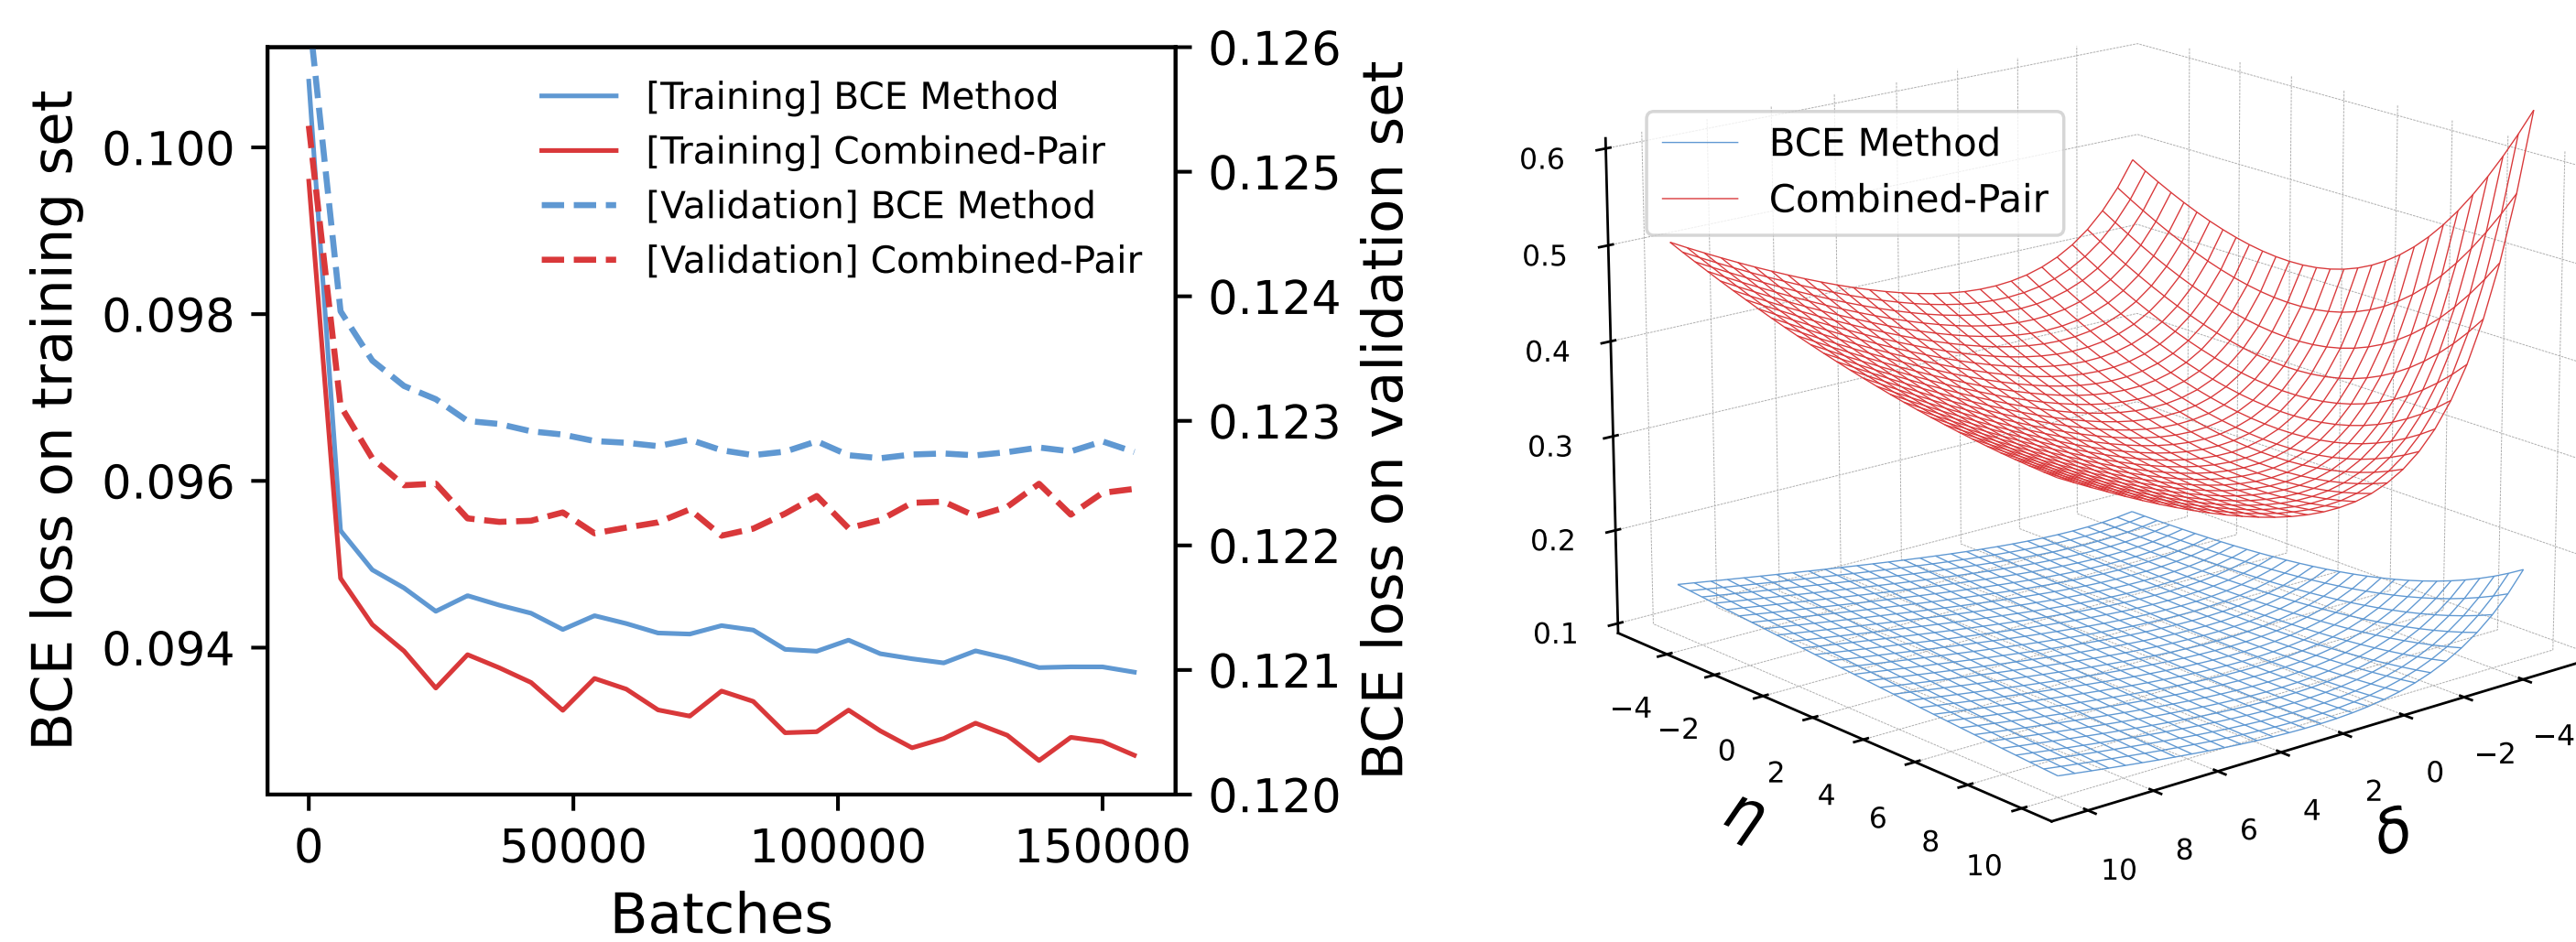 BCE loss on training set
0.100
0.098
0.096
0.094
[Training] BCE Method
[Training] Combined-Pair
[Validation] BCE Method
[Validation] Combined-Pair
0.126
0.125
0.124
0.123
0.122
0.121
0.120
BCE loss on validation set
0 50000 100000 150000
Batches
BCE Method
Combined-Pair
0.6
0.5
0.4
0.3
0.2
0.1
−4 −2 0 2 4 6 8 10
η
10 8 6 4 2 0 −2 −4
δ